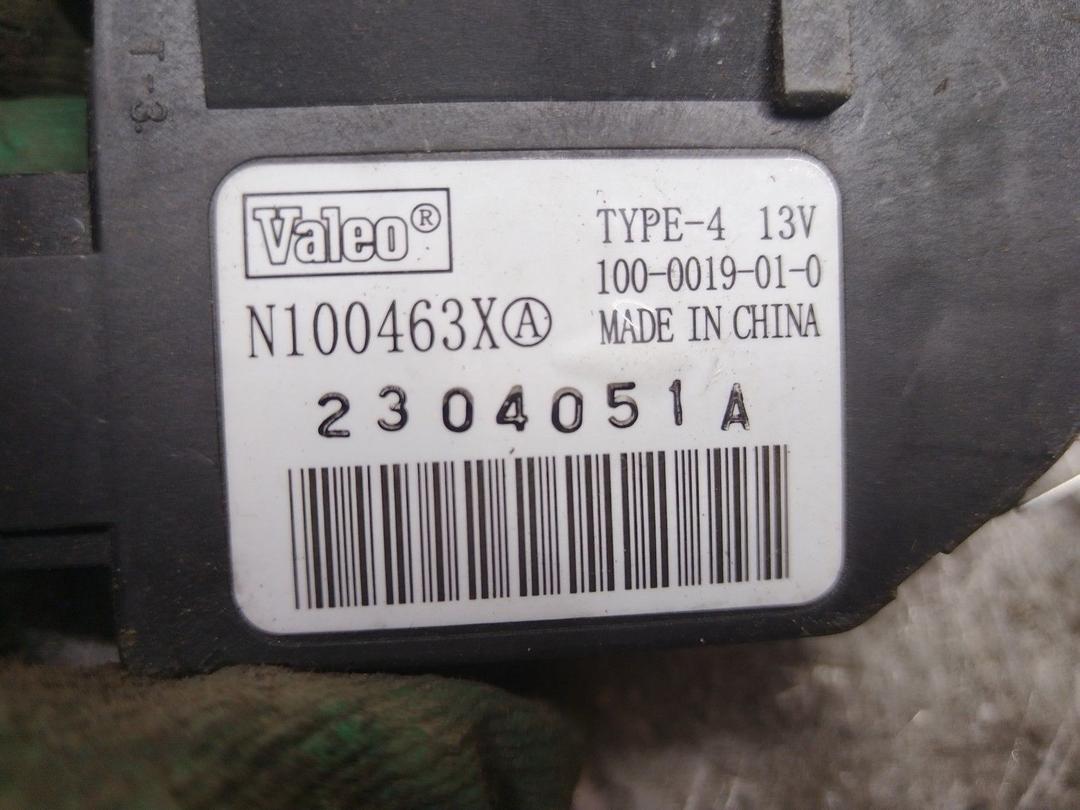 T-3.
Valeo®
TYPE-4 13V
100-0019-01-0
N100463XⒶ
MADE IN CHINA
2304051A